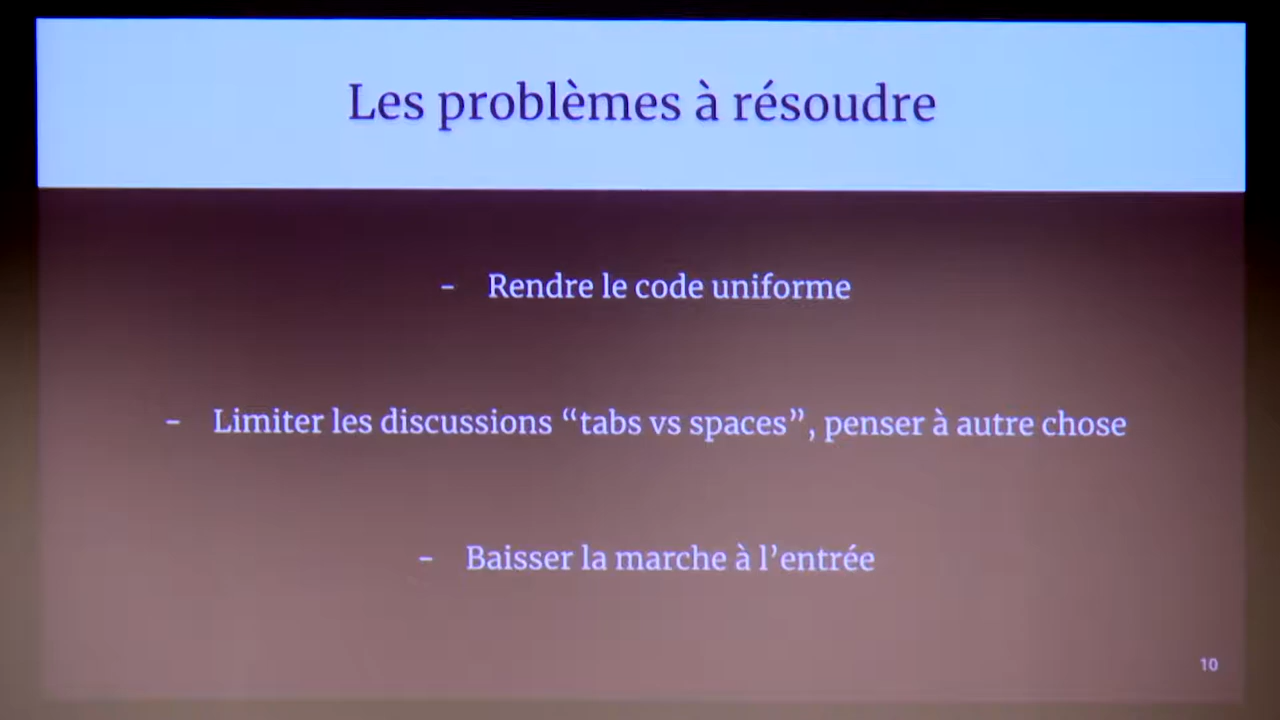 Les problèmes à résoudre
- Rendre le code uniforme
- Limiter les discussions “tabs vs spaces”, penser à autre chose
- Baisser la marche à l’entrée
10